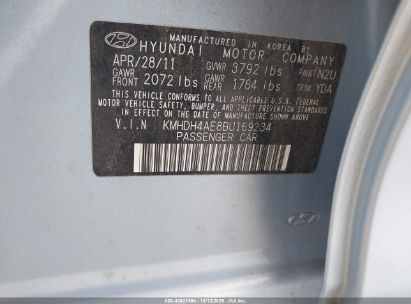 MANUFACTURED IN KOREA BY
HYUNDAI MOTOR COMPANY
APR/28/11 GVWR 3792 lbs PAINT N2U
GAWR FRONT 2072 lbs GAWR REAR 1764 lbs TRIM YDA
THIS VEHICLE CONFORMS TO ALL APPLICABLE U.S.A. FEDERAL
MOTOR VEHICLE SAFETY, BUMPER, AND THEFT PREVENTION STANDARDS
IN EFFECT ON THE DATE OF MANUFACTURE SHOWN ABOVE.
V.I.N KMHDH4AE8BU169234
PASSENGER CAR